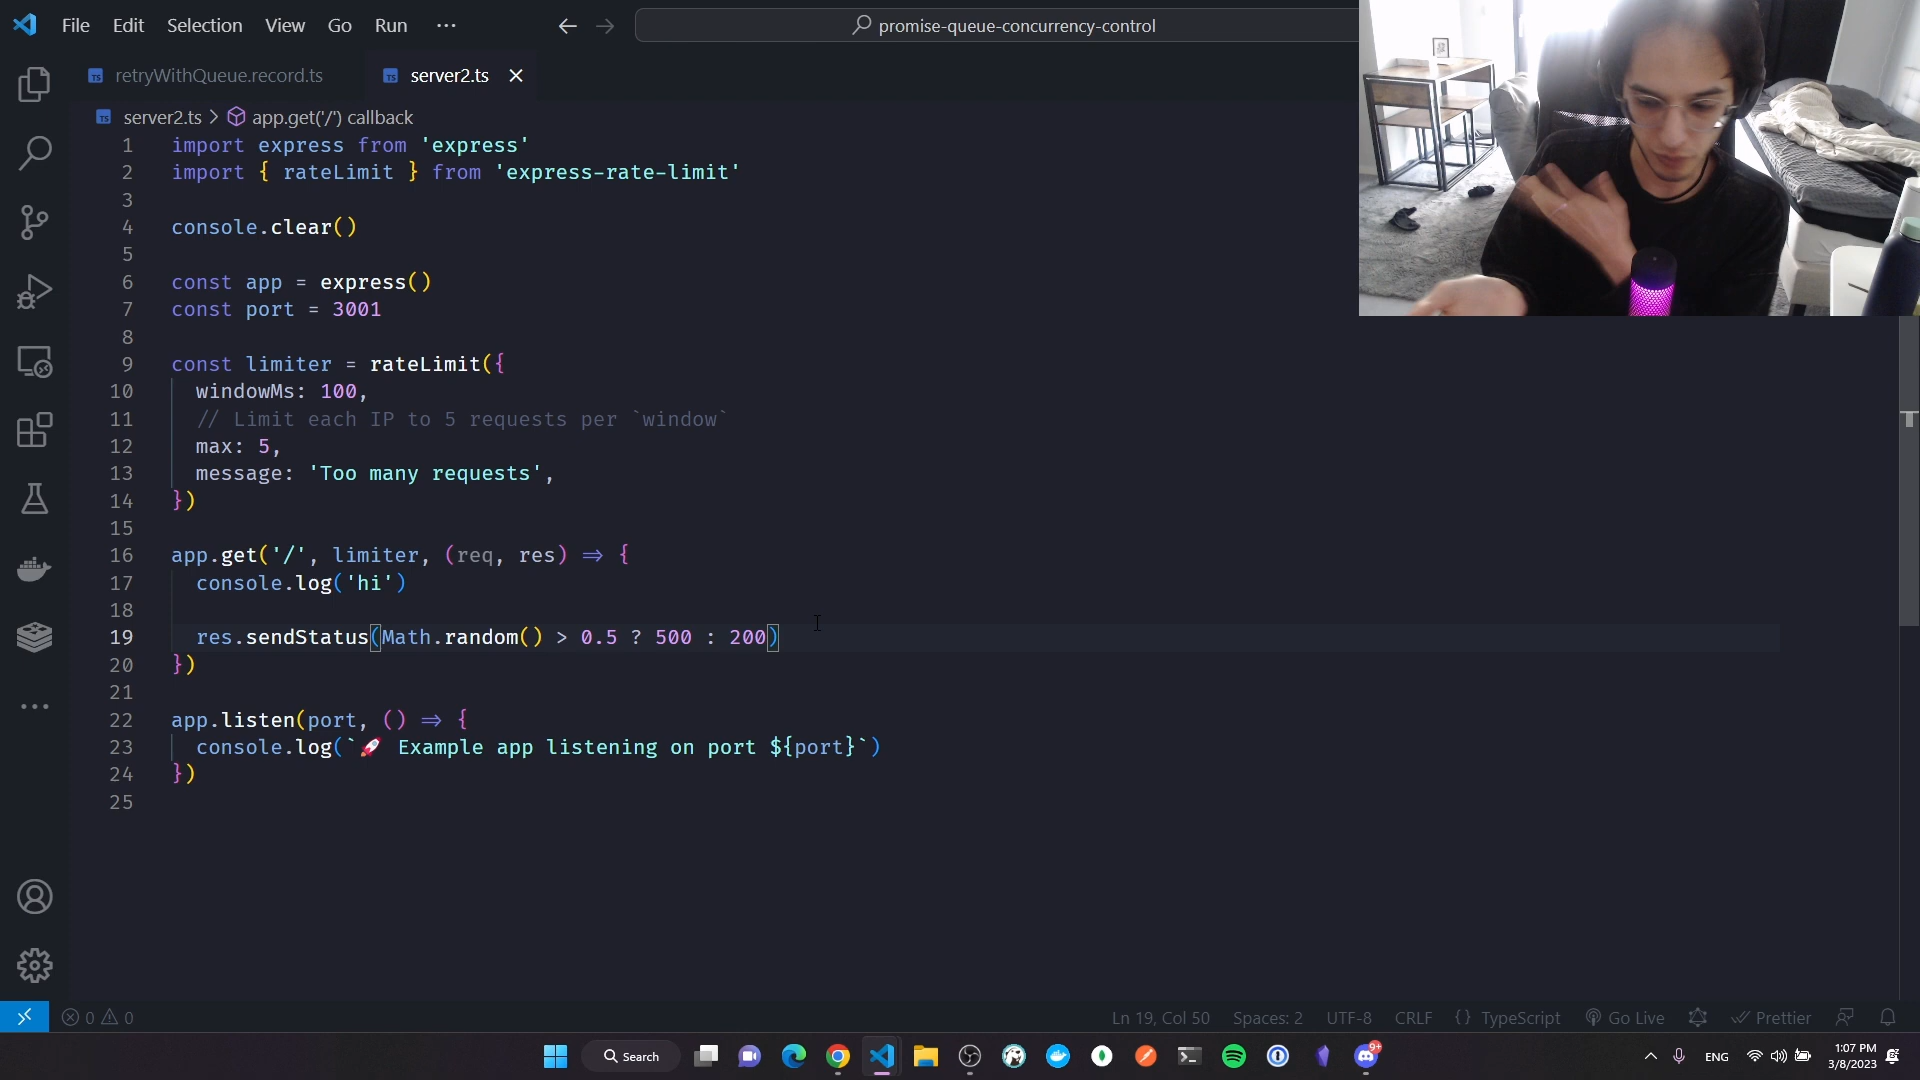 File Edit Selection View Go Run ···
promise-queue-concurrency-control
TS retryWithQueue.record.ts
TS server2.ts
TS server2.ts > app.get('/') callback
1 import express from 'express'
2 import { rateLimit } from 'express-rate-limit'
3
4 console.clear()
5
6 const app = express()
7 const port = 3001
8
9 const limiter = rateLimit({
10 windowMs: 100,
11 // Limit each IP to 5 requests per `window`
12 max: 5,
13 message: 'Too many requests',
14 })
15
16 app.get('/', limiter, (req, res) => {
17 console.log('hi')
18
19 res.sendStatus(Math.random() > 0.5 ? 500 : 200)
20 })
21
22 app.listen(port, () => {
23 console.log(`🚀 Example app listening on port ${port}`)
24 })
25
0 0
Ln 19, Col 50 Spaces: 2 UTF-8 CRLF {} TypeScript Go Live Prettier
Search
9+
ENG
1:07 PM
3/8/2023